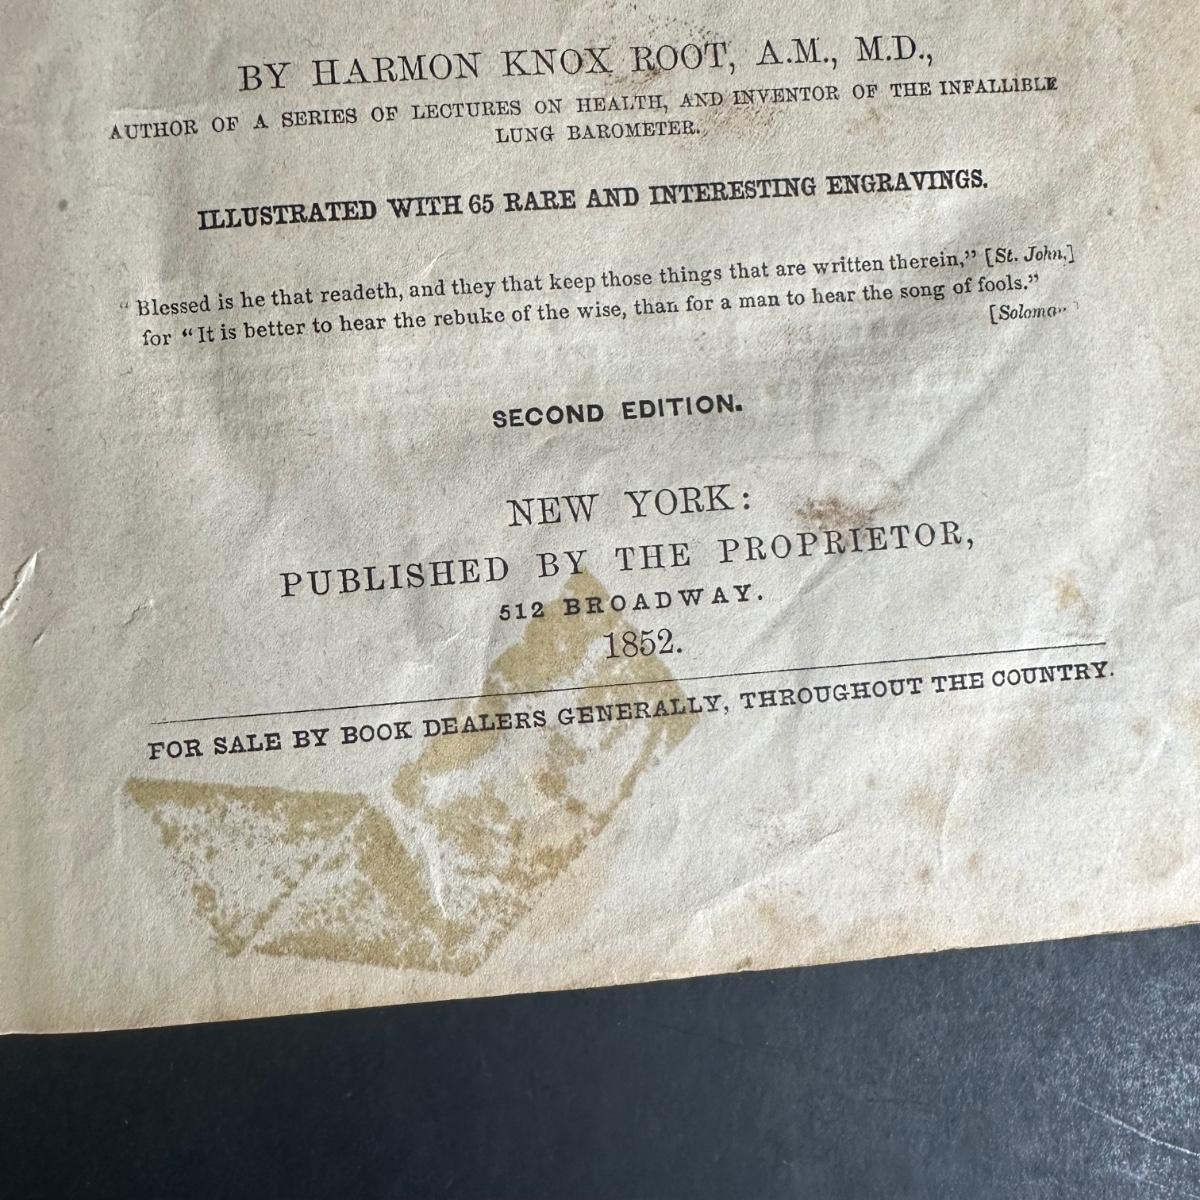 BY HARMON KNOX ROOT, A.M., M.D.,
AUTHOR OF A SERIES OF LECTURES ON HEALTH, AND INVENTOR OF THE INFALLIBLE
LUNG BAROMETER.
ILLUSTRATED WITH 65 RARE AND INTERESTING ENGRAVINGS.
“Blessed is he that readeth, and they that keep those things that are written therein,” [St. John,]
for “It is better to hear the rebuke of the wise, than for a man to hear the song of fools.”
[Solomo
SECOND EDITION.
NEW YORK:
PUBLISHED BY THE PROPRIETOR,
512 BROADWAY.
1852.
FOR SALE BY BOOK DEALERS GENERALLY, THROUGHOUT THE COUNTRY.